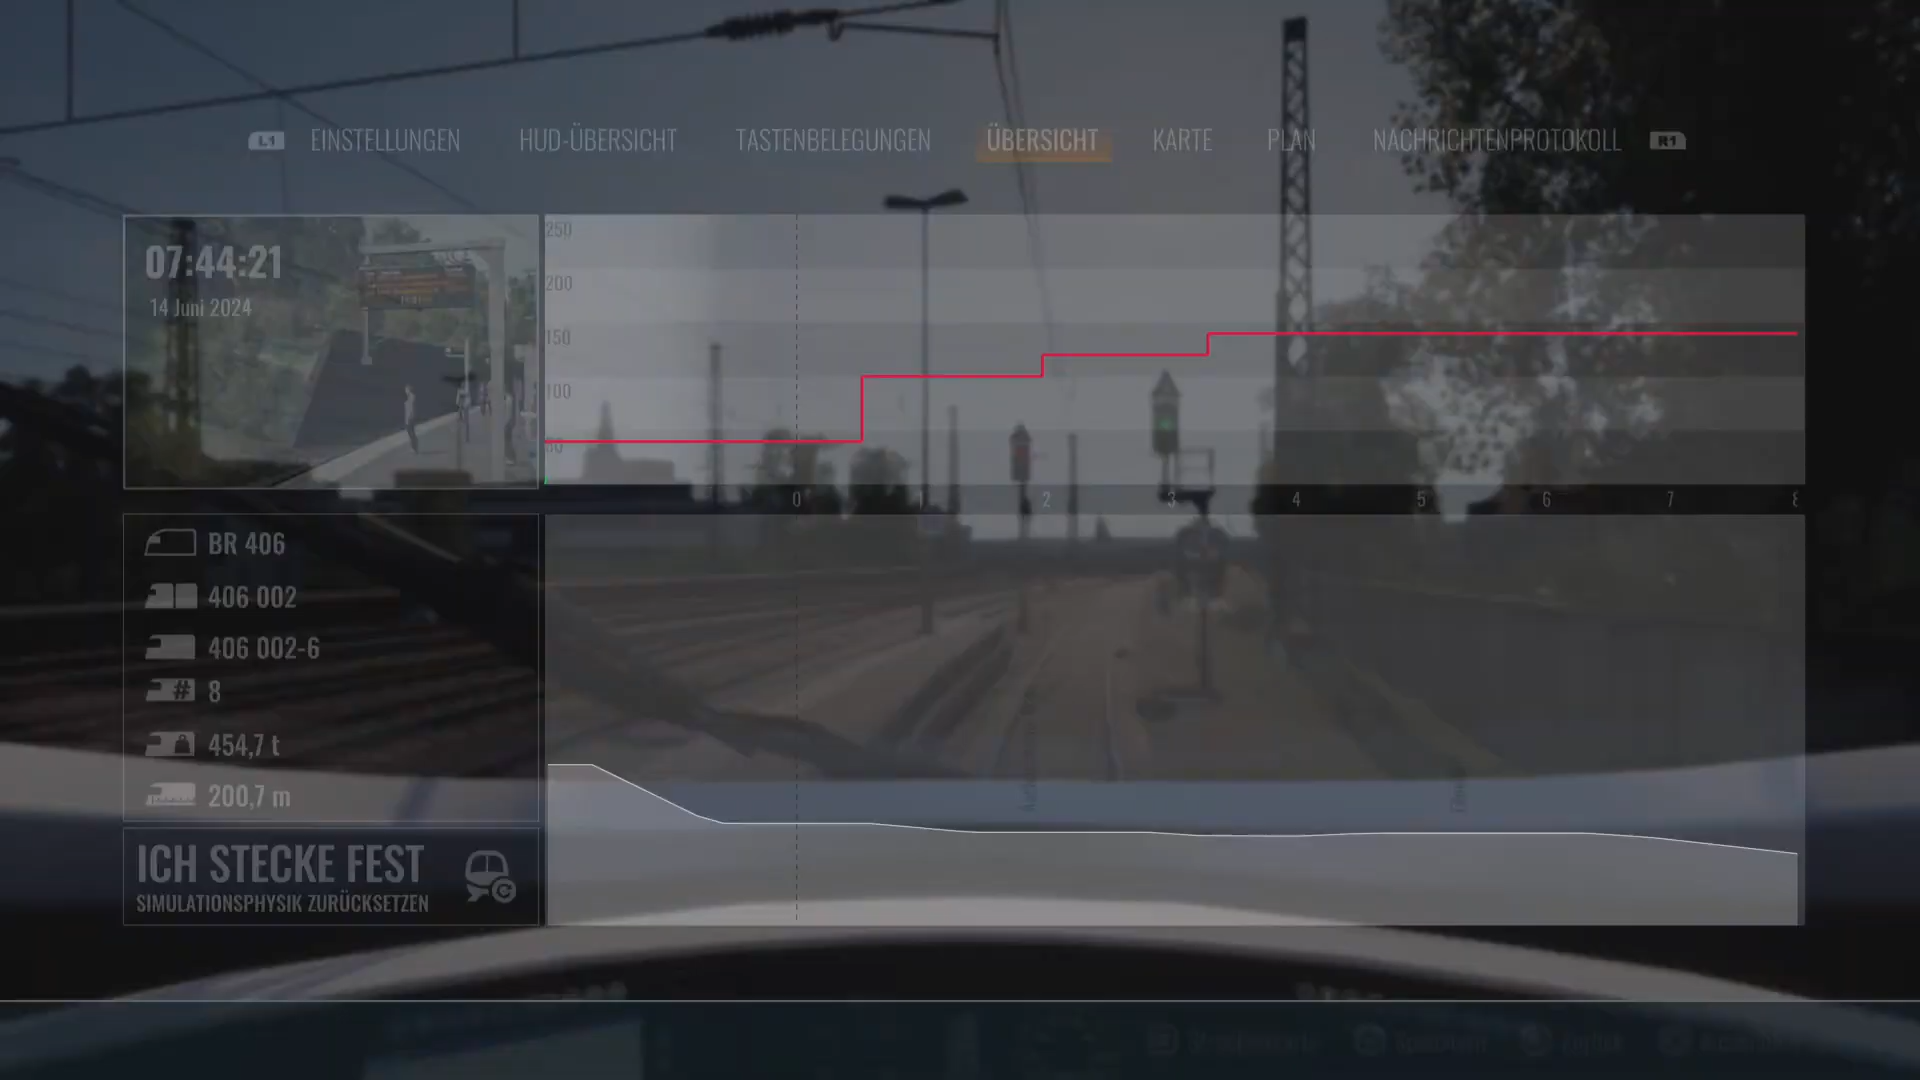 L1 EINSTELLUNGEN HUD-ÜBERSICHT TASTENBELEGUNGEN ÜBERSICHT KARTE PLAN NACHRICHTENPROTOKOLL R1
07:44:21
14 Juni 2024
250
200
150
100
50
0 1 2 3 4 5 6 7 8
BR 406
406 002
406 002-6
# 8
454,7 t
200,7 m
ICH STECKE FEST
SIMULATIONSPHYSIK ZURÜCKSETZEN